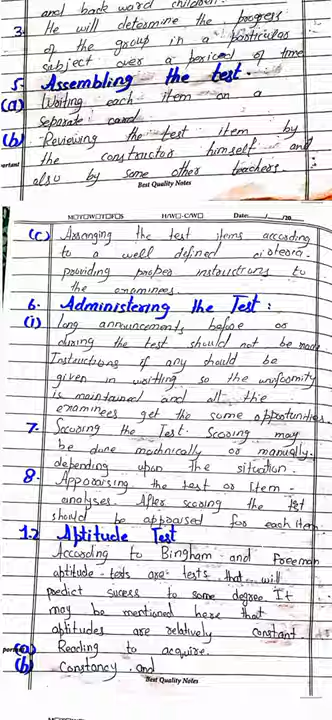 and back word children.
3. He will determine the progress
of the group in a particular
subject over a period of time
5. Assembling the test.
(a) Writing each item on a
separate card
(b) Reviewing the test item by
the constructor himself and
also by some other teachers.
Best Quality Notes
Date: / /20
(c) Arranging the test items according
to a well defined
providing proper instructions to
the examinees.
6. Administering the Test:
(i) Long announcements before or
during the test should not be made
Instructions if any should be
given in writting so the uniformity
is maintained and all the
examinees get the same opportunities.
7. Scoring the Test. Scoring may
be done or manually.
depending upon the situation.
8. Appraising the test or Item-
analyses. After scoring the test
should be appraised for each item.
1.2 Aptitude Test
According to Bingham and Freeman
aptitude-tests are tests that will
predict sucess to some degree. It
may be mentioned here that
aptitudes are relatively constant.
(a) Reading to acquire.
(b) Constancy and
Best Quality Notes